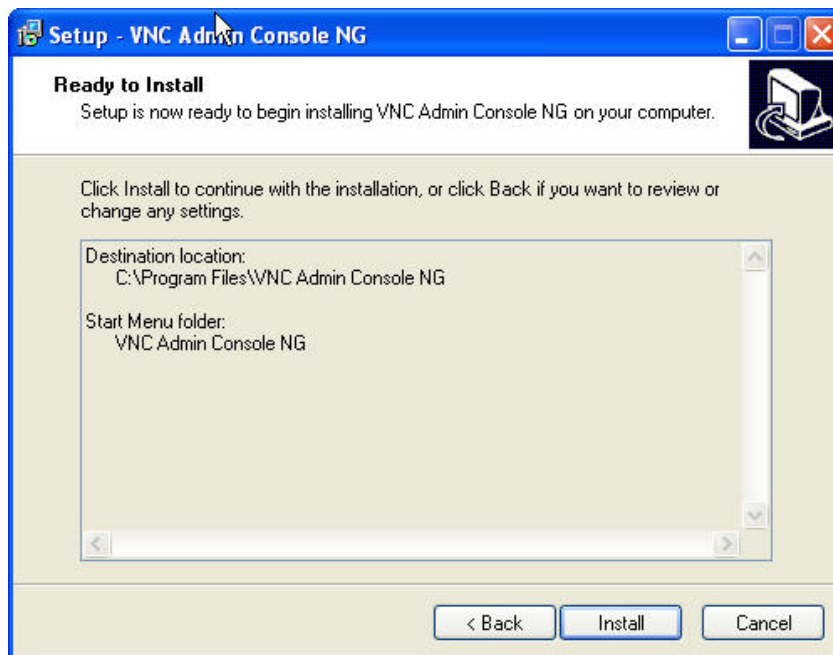 Setup - VNC Admin Console NG
Ready to Install
Setup is now ready to begin installing VNC Admin Console NG on your computer.
Click Install to continue with the installation, or click Back if you want to review or
change any settings.
Destination location:
C:\Program Files\VNC Admin Console NG
Start Menu folder:
VNC Admin Console NG
< Back
Install
Cancel